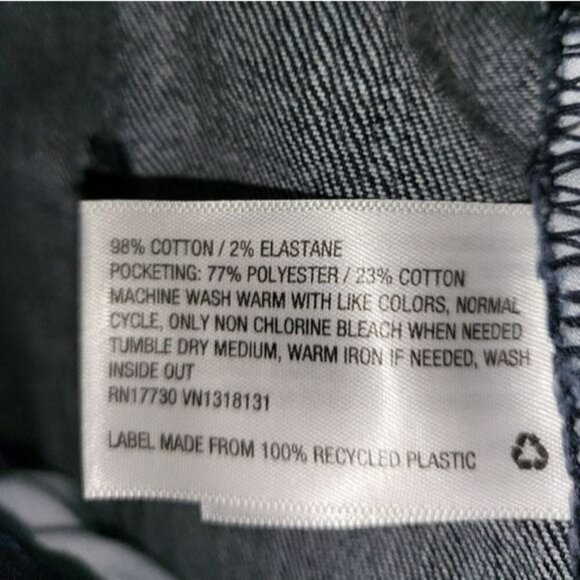 98% COTTON / 2% ELASTANE
POCKETING: 77% POLYESTER / 23% COTTON
MACHINE WASH WARM WITH LIKE COLORS, NORMAL
CYCLE, ONLY NON CHLORINE BLEACH WHEN NEEDED
TUMBLE DRY MEDIUM, WARM IRON IF NEEDED, WASH
INSIDE OUT
RN17730 VN1318131
LABEL MADE FROM 100% RECYCLED PLASTIC